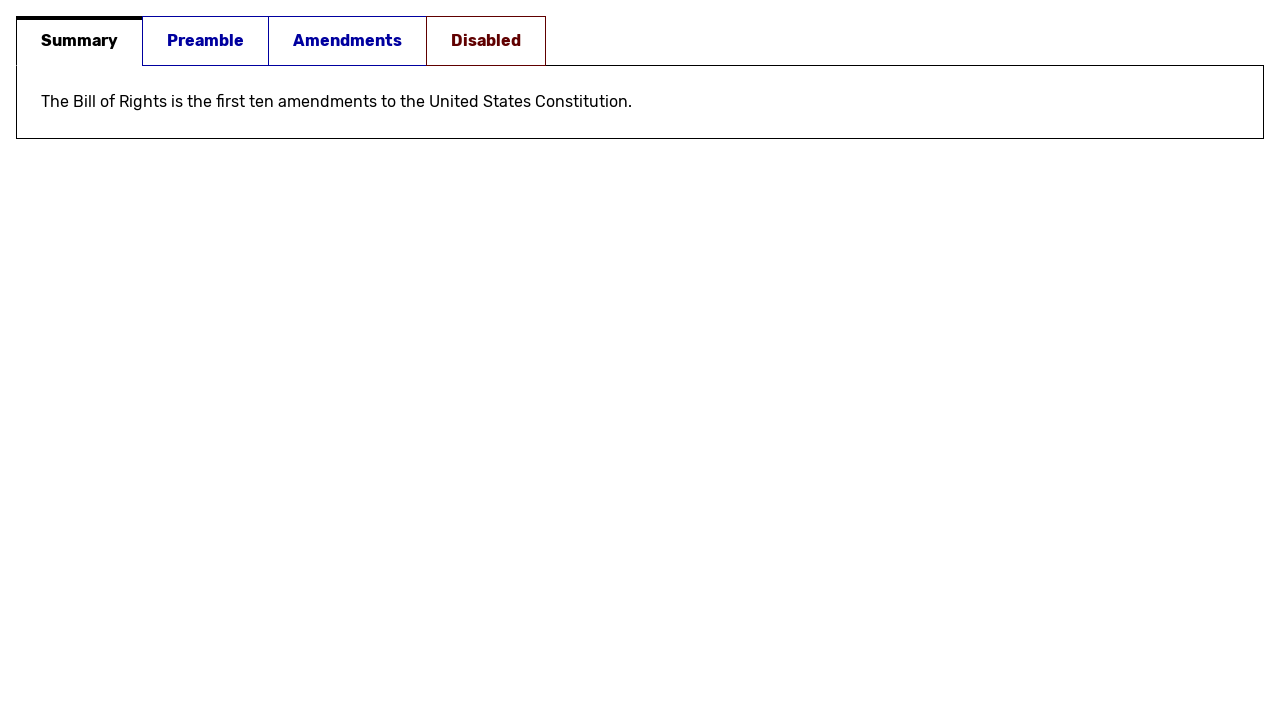 Summary Preamble Amendments Disabled
The Bill of Rights is the first ten amendments to the United States Constitution.